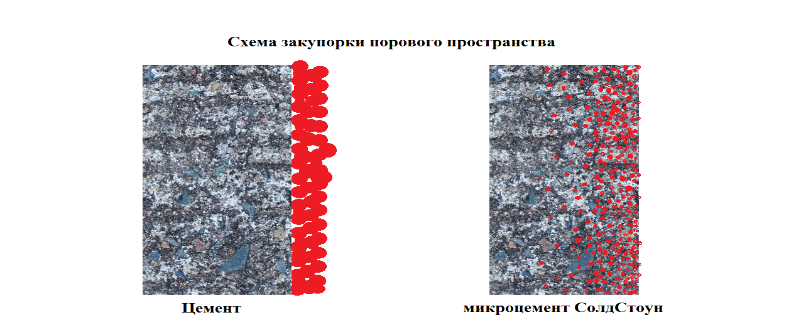 Схема закупорки порового пространства
Цемент
микроцемент СолдСтоун